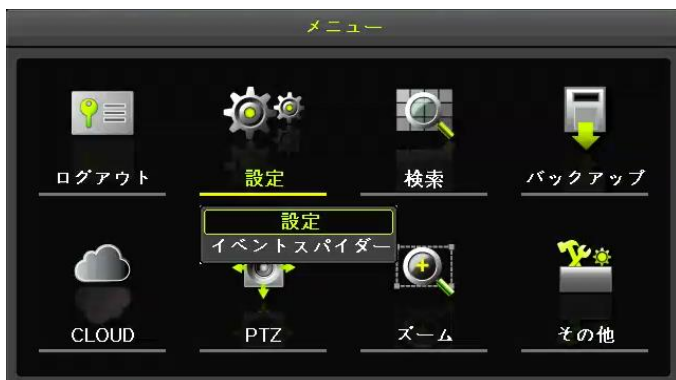 メニュー
ログアウト
設定
検索
バックアップ
設定
イベントスパイダー
CLOUD
PTZ
ズーム
その他